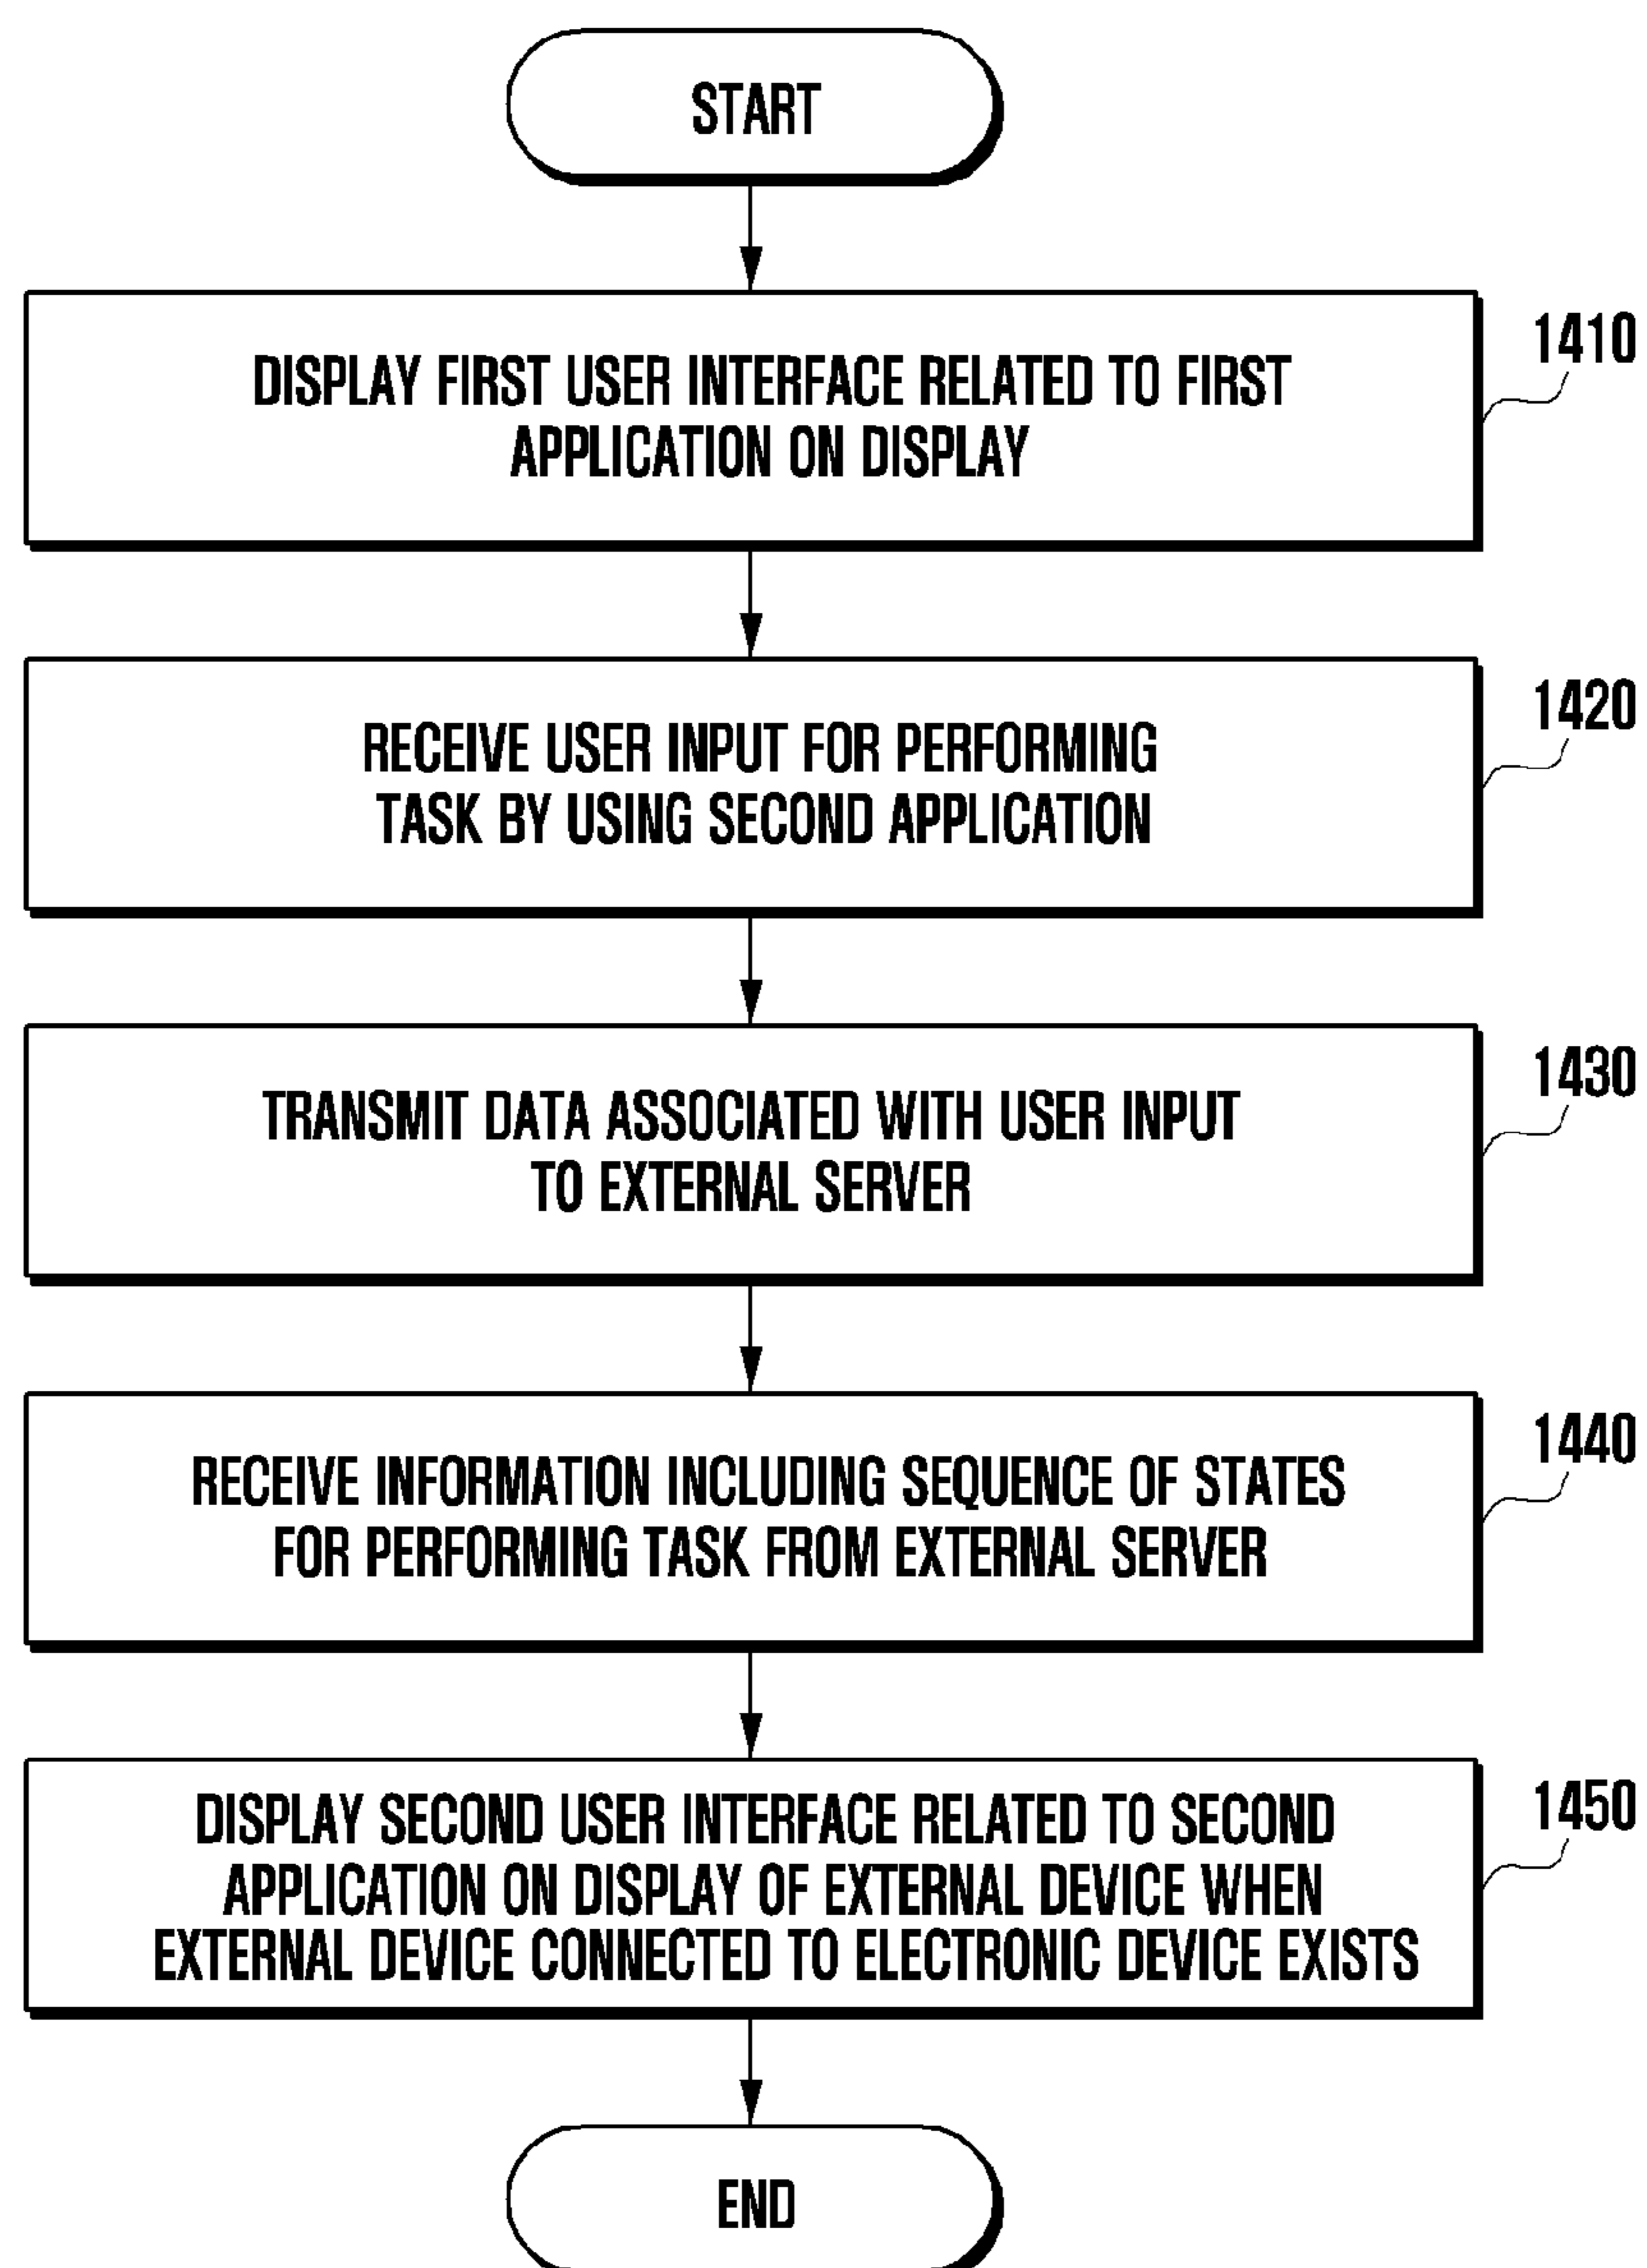 START
DISPLAY FIRST USER INTERFACE RELATED TO FIRST
APPLICATION ON DISPLAY
1410
RECEIVE USER INPUT FOR PERFORMING
TASK BY USING SECOND APPLICATION
1420
TRANSMIT DATA ASSOCIATED WITH USER INPUT
TO EXTERNAL SERVER
1430
RECEIVE INFORMATION INCLUDING SEQUENCE OF STATES
FOR PERFORMING TASK FROM EXTERNAL SERVER
1440
DISPLAY SECOND USER INTERFACE RELATED TO SECOND
APPLICATION ON DISPLAY OF EXTERNAL DEVICE WHEN
EXTERNAL DEVICE CONNECTED TO ELECTRONIC DEVICE EXISTS
1450
END